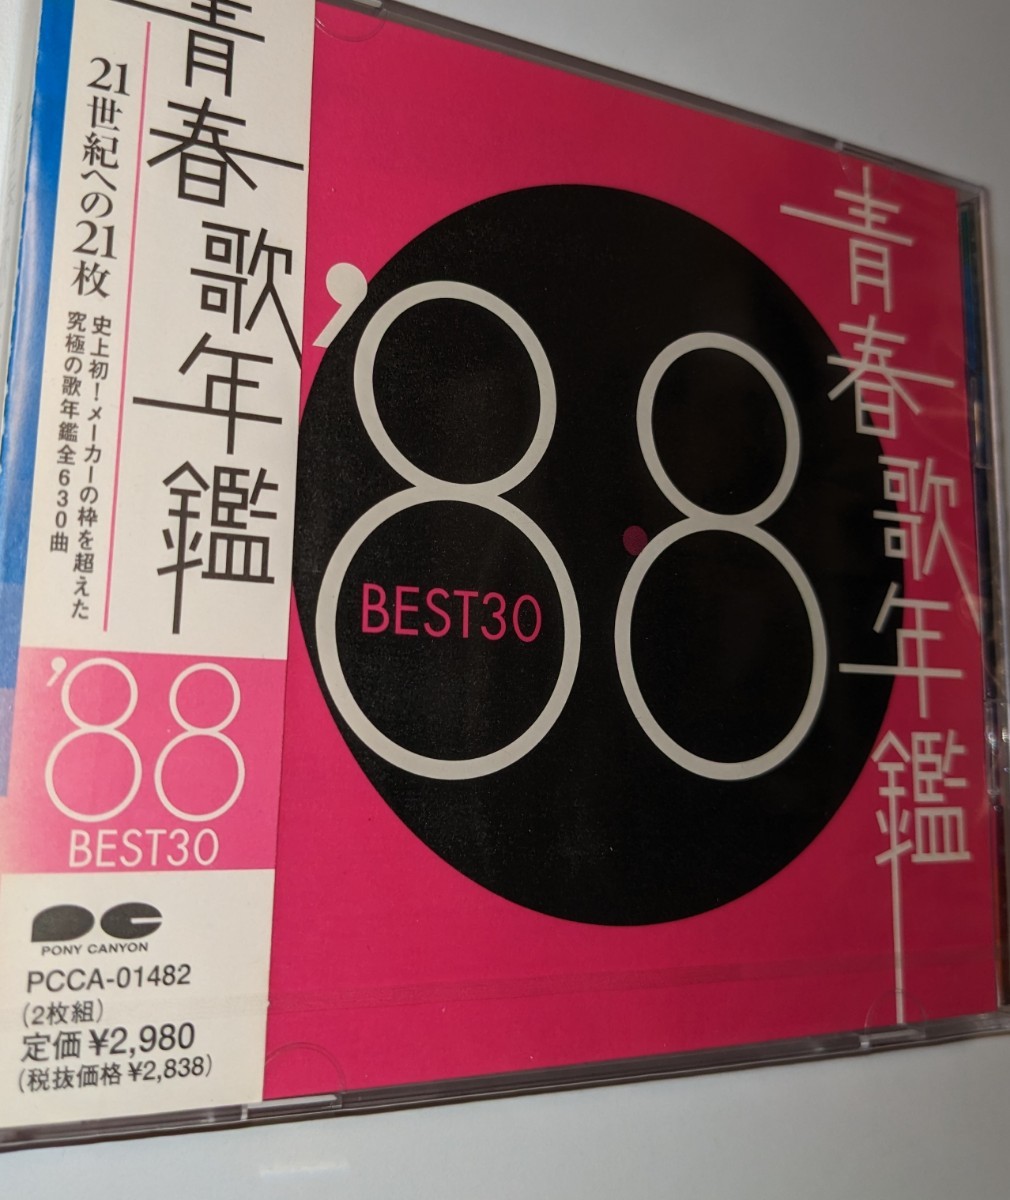 青春歌年鑑
21世紀への21枚
史上初！メーカーの枠を超えた
究極の歌年鑑全630曲
'88
BEST30
PONY CANYON
PCCA-01482
(2枚組)
定価¥2,980
(税抜価格¥2,838)
'88
BEST30
青春歌年鑑